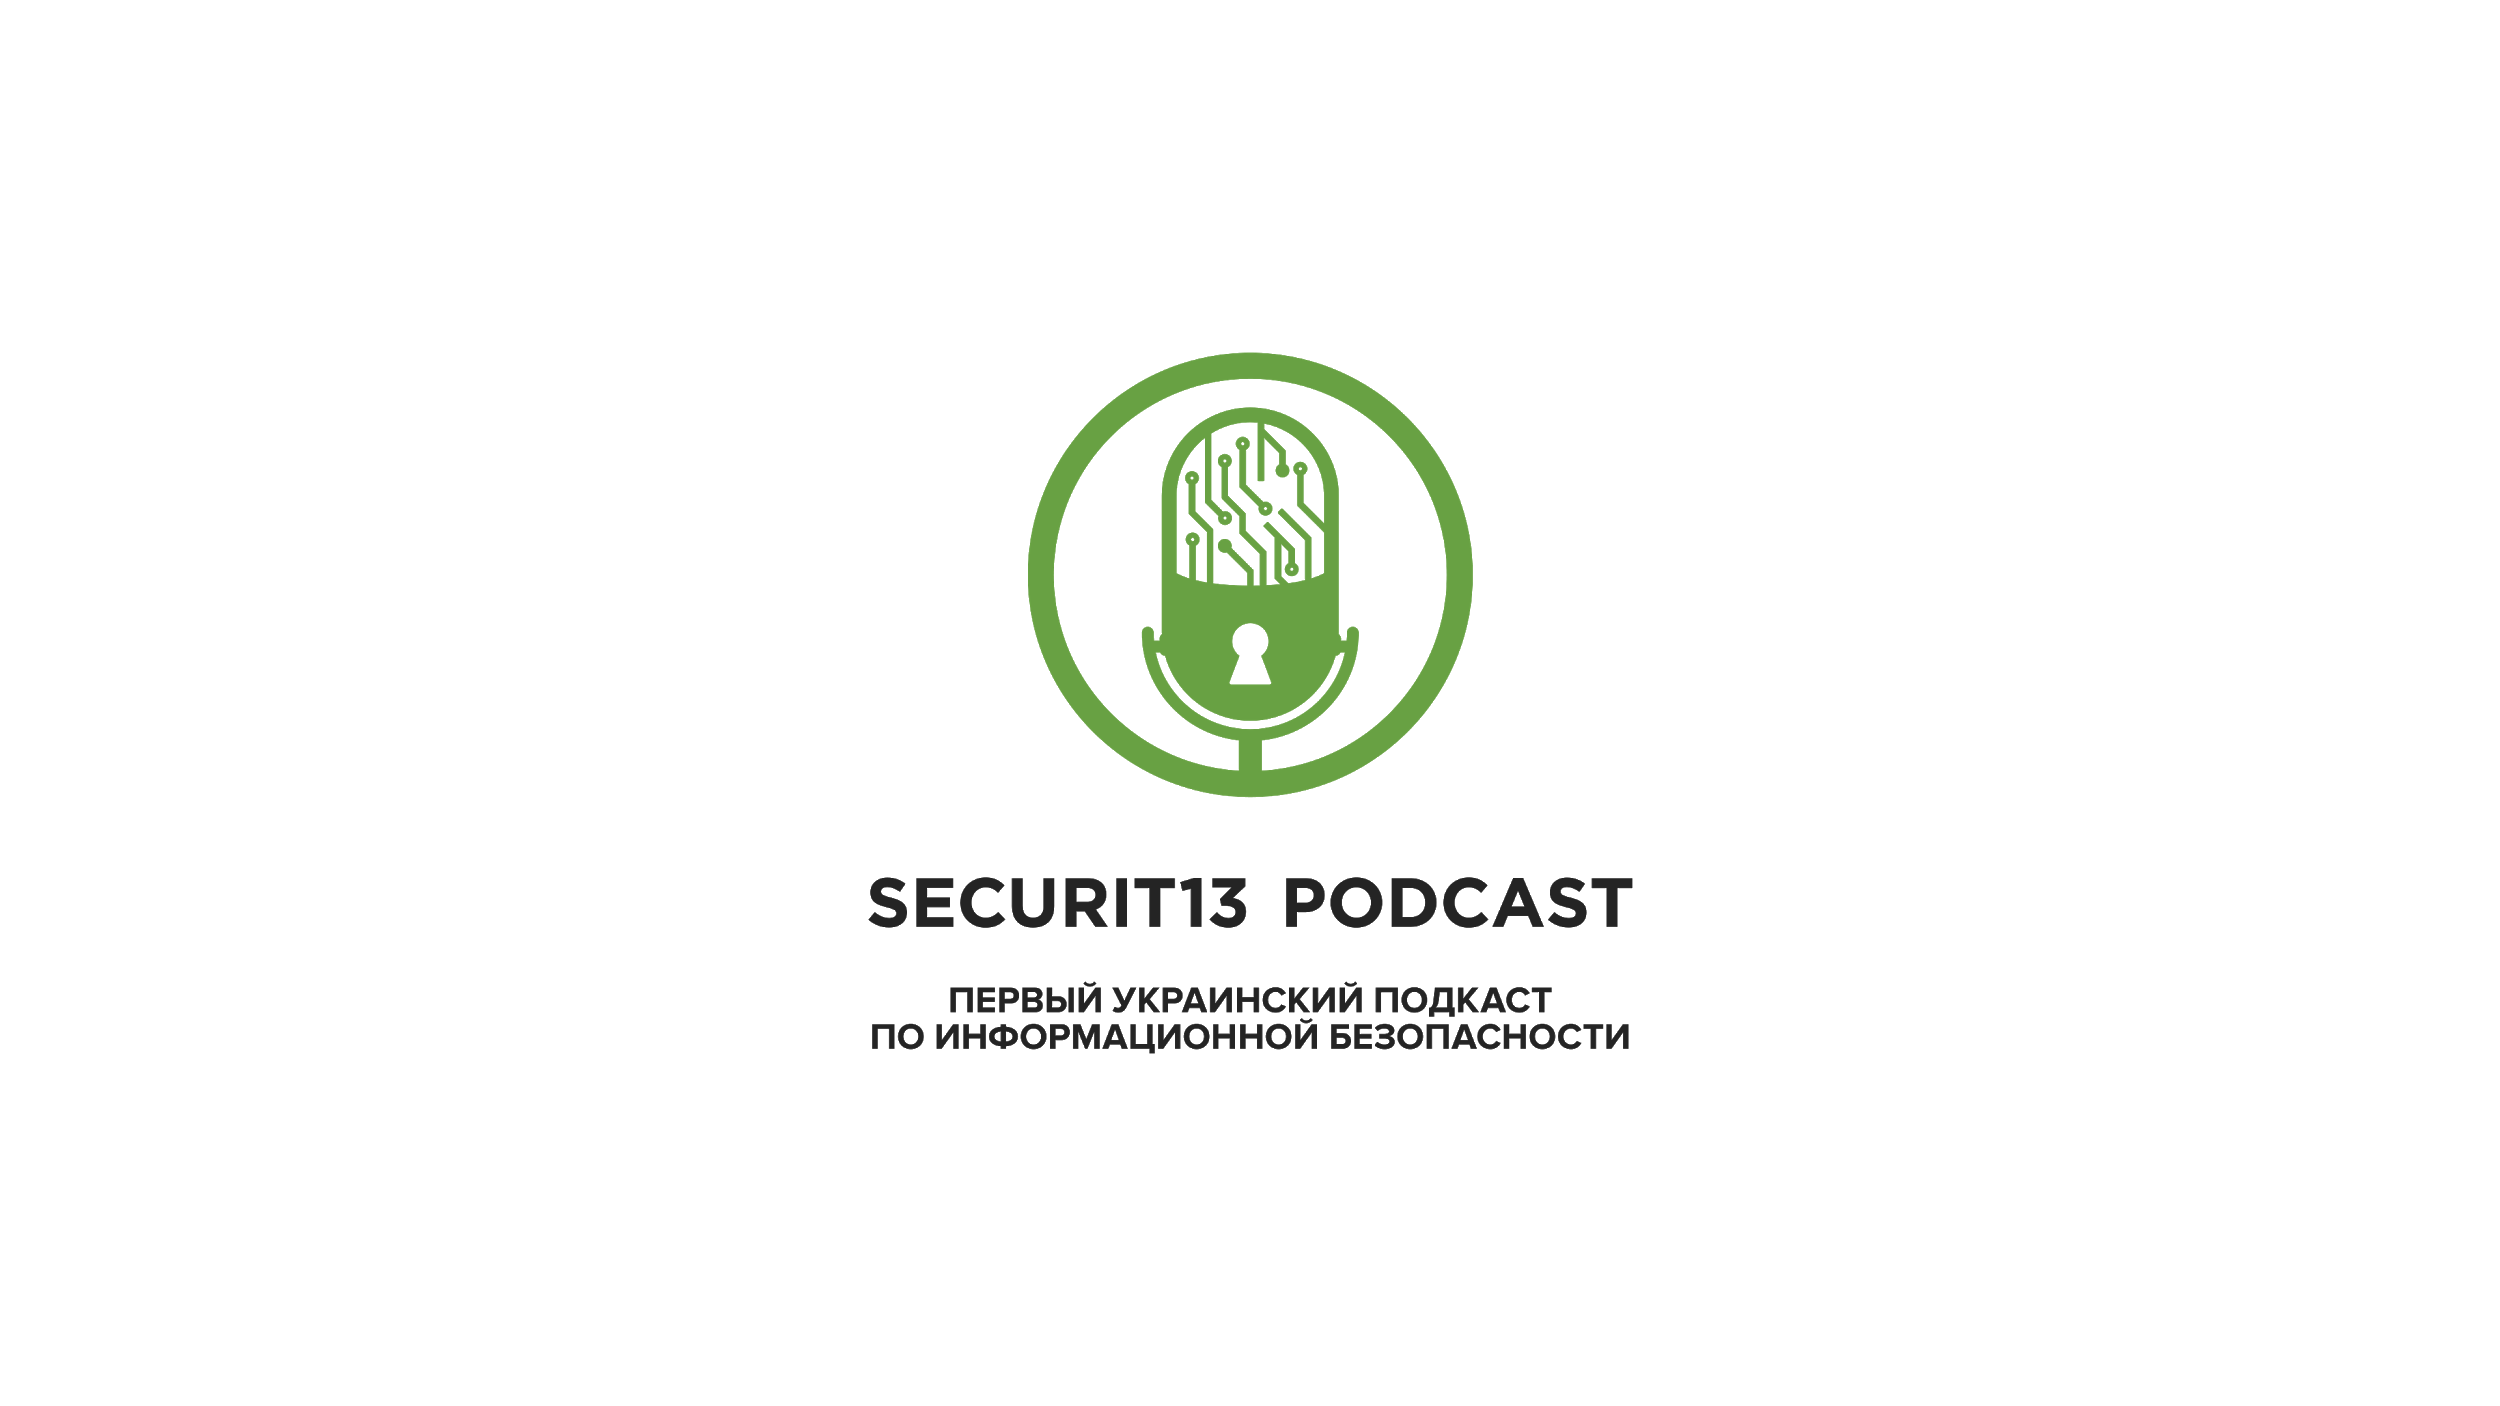 SECURIT13 PODCAST
ПЕРВЫЙ УКРАИНСКИЙ ПОДКАСТ
ПО ИНФОРМАЦИОННОЙ БЕЗОПАСНОСТИ